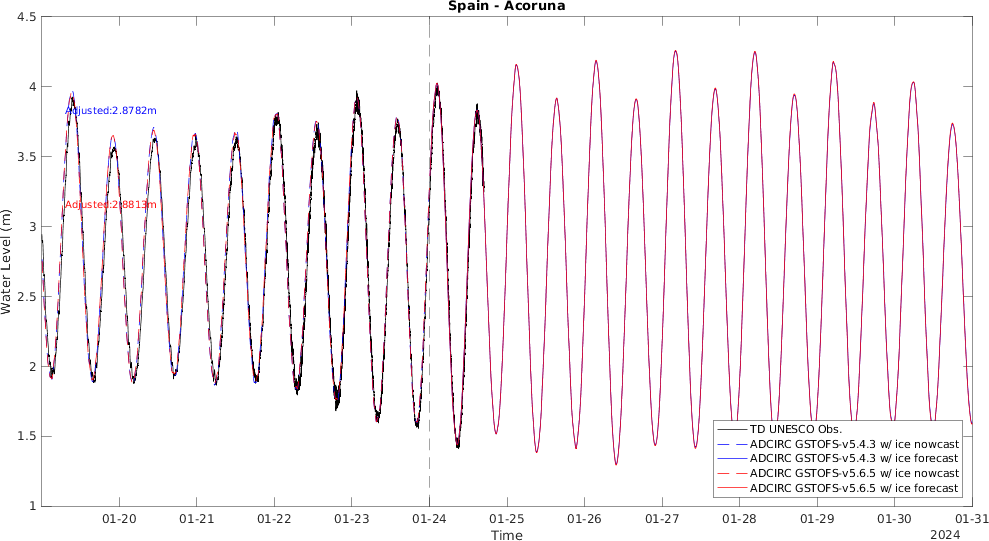 Spain - Acoruna
4.5
4
3.5
3
2.5
2
1.5
1
Water Level (m)
Adjusted:2.8782m
Adjusted:2.8813m
TD UNESCO Obs.
ADCIRC GSTOFS-v5.4.3 w/ ice nowcast
ADCIRC GSTOFS-v5.4.3 w/ ice forecast
ADCIRC GSTOFS-v5.6.5 w/ ice nowcast
ADCIRC GSTOFS-v5.6.5 w/ ice forecast
01-20 01-21 01-22 01-23 01-24 01-25 01-26 01-27 01-28 01-29 01-30 01-31
Time
2024